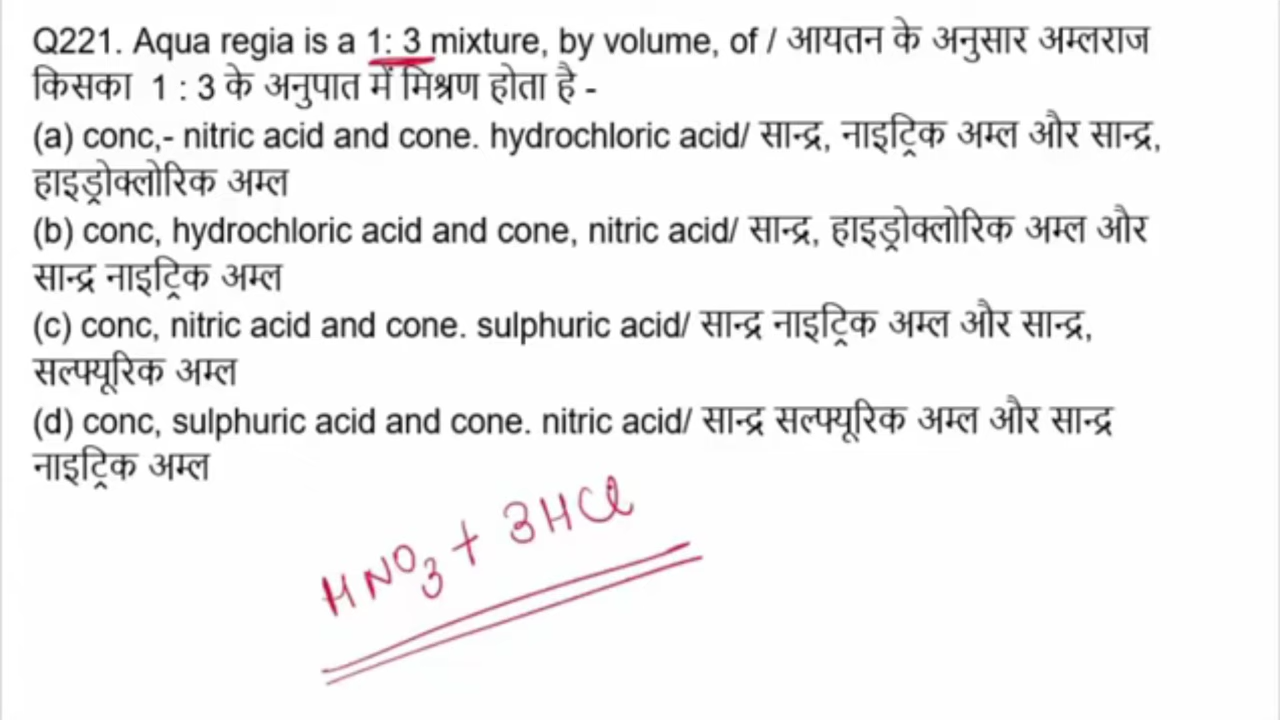 Q221. Aqua regia is a 1: 3 mixture, by volume, of / आयतन के अनुसार अम्लराज
किसका 1 : 3 के अनुपात में मिश्रण होता है -
(a) conc,- nitric acid and cone. hydrochloric acid/ सान्द्र, नाइट्रिक अम्ल और सान्द्र,
हाइड्रोक्लोरिक अम्ल
(b) conc, hydrochloric acid and cone, nitric acid/ सान्द्र, हाइड्रोक्लोरिक अम्ल और
सान्द्र नाइट्रिक अम्ल
(c) conc, nitric acid and cone. sulphuric acid/ सान्द्र नाइट्रिक अम्ल और सान्द्र,
सल्फ्यूरिक अम्ल
(d) conc, sulphuric acid and cone. nitric acid/ सान्द्र सल्फ्यूरिक अम्ल और सान्द्र
नाइट्रिक अम्ल
HNO3 + 3HCl